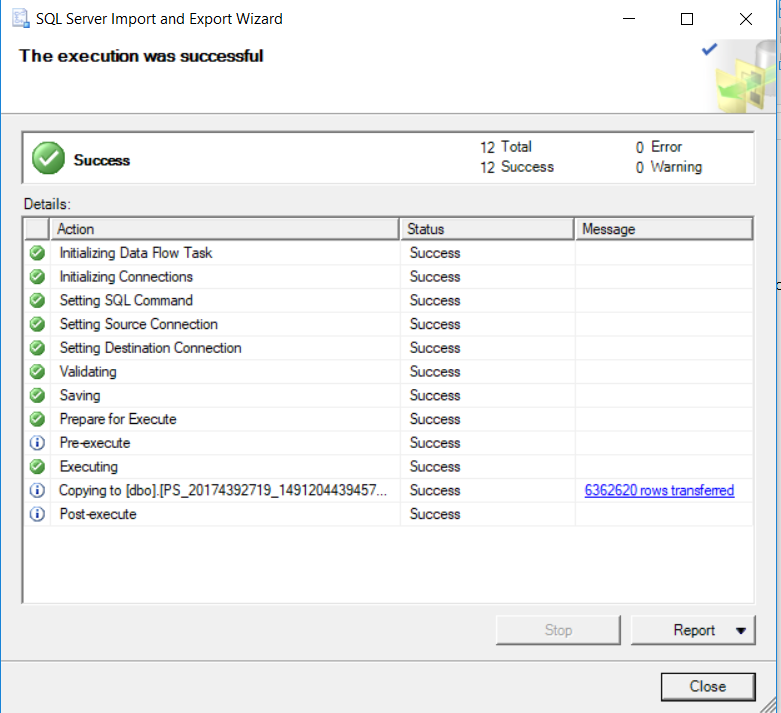 SQL Server Import and Export Wizard
The execution was successful
Success
12 Total 0 Error
12 Success 0 Warning
Details:
Action Status Message
Initializing Data Flow Task Success
Initializing Connections Success
Setting SQL Command Success
Setting Source Connection Success
Setting Destination Connection Success
Validating Success
Saving Success
Prepare for Execute Success
Pre-execute Success
Executing Success
Copying to [dbo].[PS_20174392719_1491204439457... Success 6362620 rows transferred
Post-execute Success
Stop Report
Close